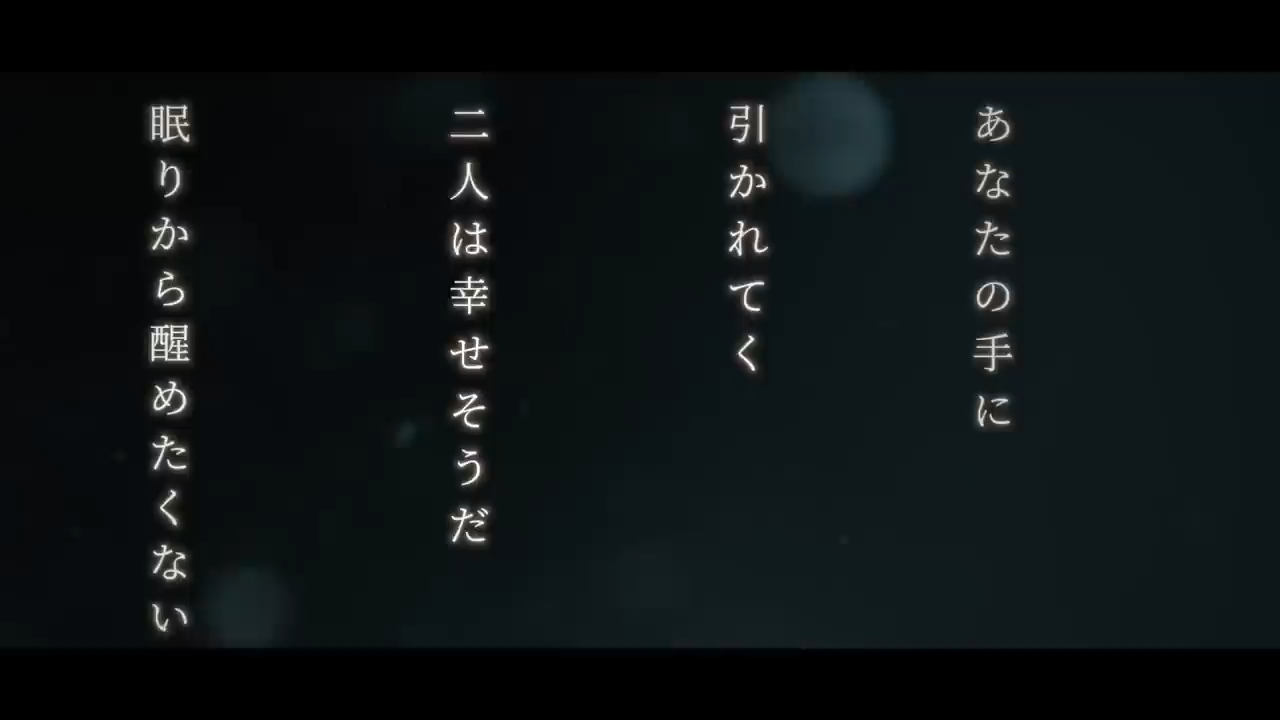 あなたの手に
引かれてく
二人は幸せそうだ
眠りから醒めたくない